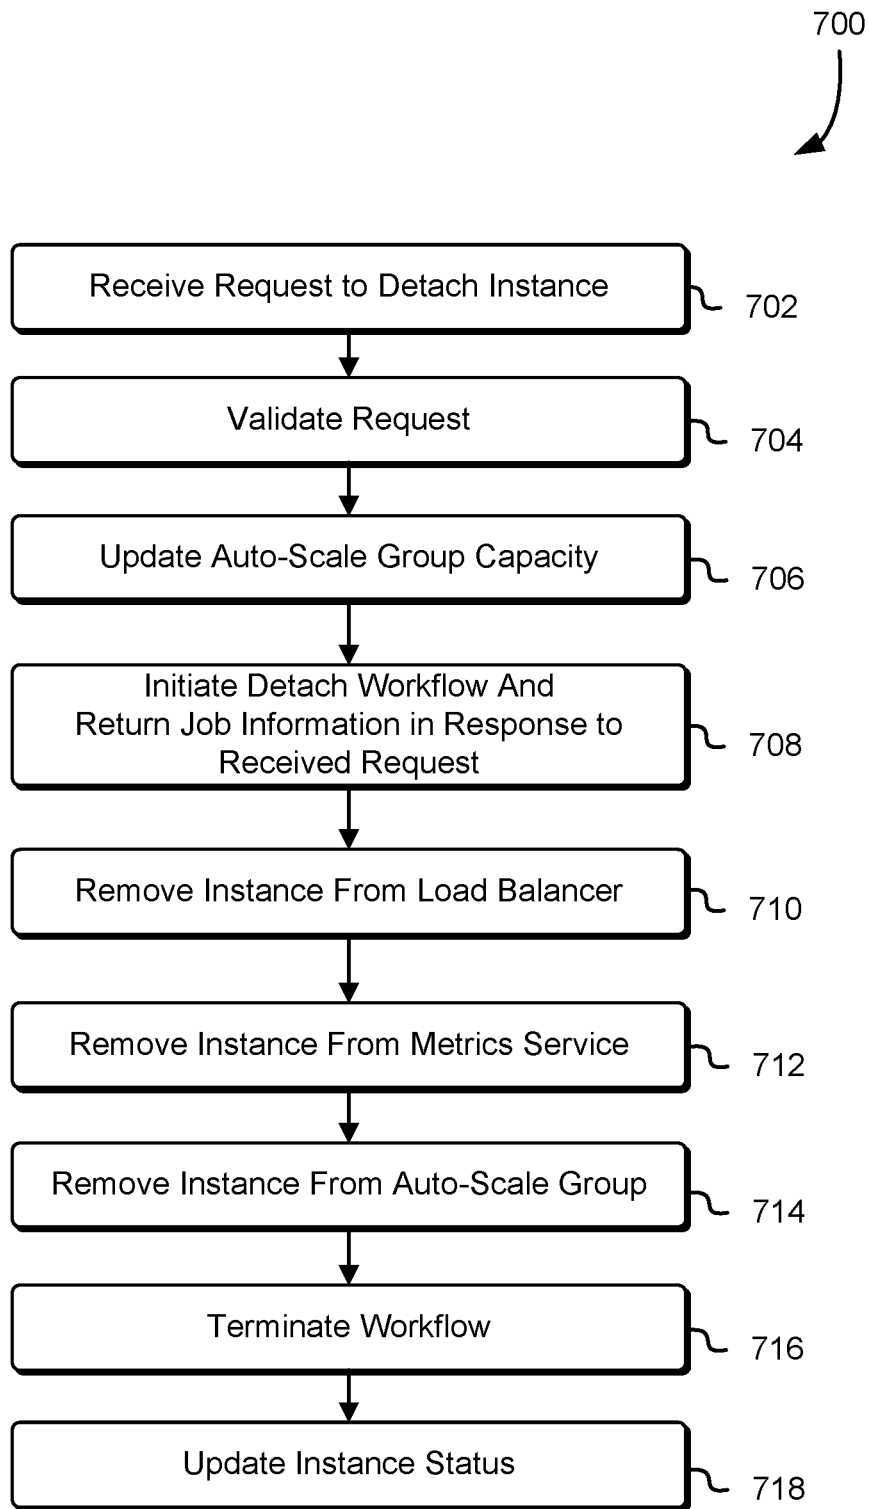 700
Receive Request to Detach Instance
702
Validate Request
704
Update Auto-Scale Group Capacity
706
Initiate Detach Workflow And
Return Job Information in Response to
Received Request
708
Remove Instance From Load Balancer
710
Remove Instance From Metrics Service
712
Remove Instance From Auto-Scale Group
714
Terminate Workflow
716
Update Instance Status
718